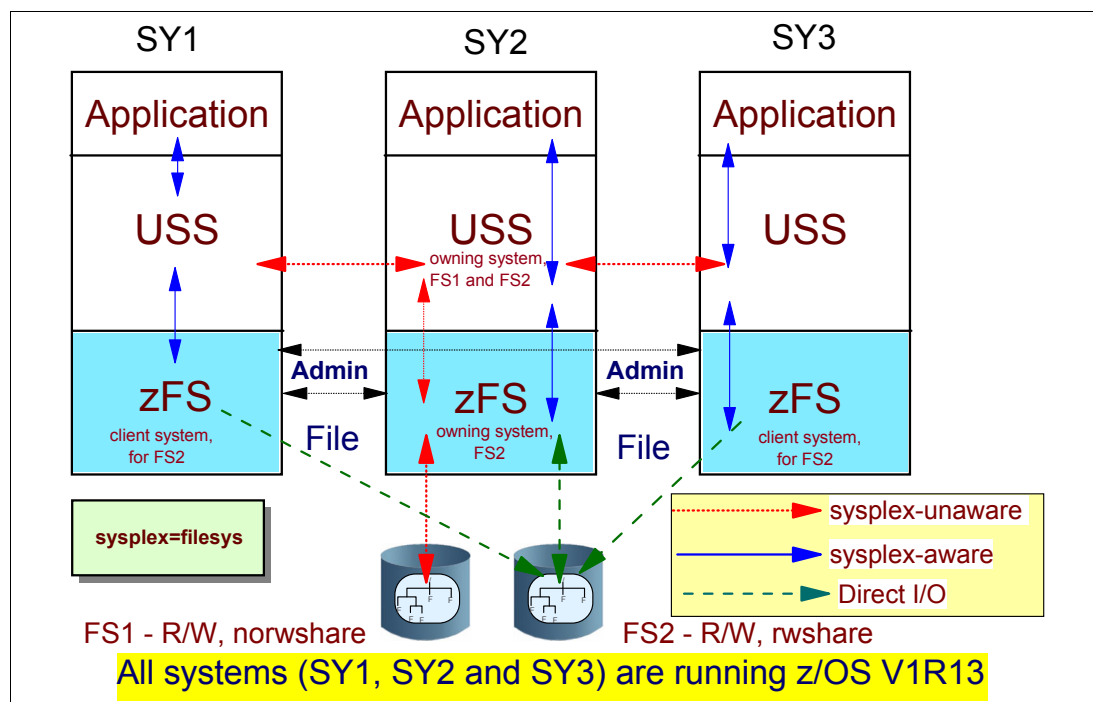 SY1
SY2
SY3
Application
Application
Application
USS
USS
owning system,
FS1 and FS2
USS
Admin
Admin
zFS
client system,
for FS2
zFS
owning system,
FS2
zFS
client system,
for FS2
File
File
sysplex=filesys
sysplex-unaware
sysplex-aware
Direct I/O
F
F
F
F
F
F
F
F
FS1 - R/W, norwshare
FS2 - R/W, rwshare
All systems (SY1, SY2 and SY3) are running z/OS V1R13